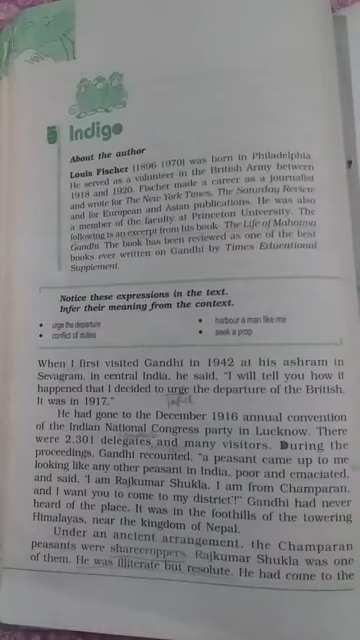 5 Indigo
About the author
Louis Fischer (1896-1970) was born in Philadelphia.
He served as a volunteer in the British Army between
1918 and 1920. Fischer made a career as a journalist
and wrote for The New York Times, The Saturday Review
and for European and Asian publications. He was also
a member of the faculty at Princeton University. The
following is an excerpt from his book The Life of Mahatma
Gandhi. The book has been reviewed as one of the best
books ever written on Gandhi by Times Educational
Supplement.
Notice these expressions in the text.
Infer their meaning from the context.
• urge the departure
• conflict of duties
• harbour a man like me
• seek a prop
When I first visited Gandhi in 1942 at his ashram in
Sevagram, in central India, he said, “I will tell you how it
happened that I decided to urge the departure of the British.
It was in 1917.”
He had gone to the December 1916 annual convention
of the Indian National Congress party in Lucknow. There
were 2,301 delegates and many visitors. During the
proceedings, Gandhi recounted, “a peasant came up to me
looking like any other peasant in India, poor and emaciated,
and said, ‘I am Rajkumar Shukla. I am from Champaran,
and I want you to come to my district’!” Gandhi had never
heard of the place. It was in the foothills of the towering
Himalayas, near the kingdom of Nepal.
Under an ancient arrangement, the Champaran
peasants were sharecroppers. Rajkumar Shukla was one
of them. He was illiterate but resolute. He had come to the